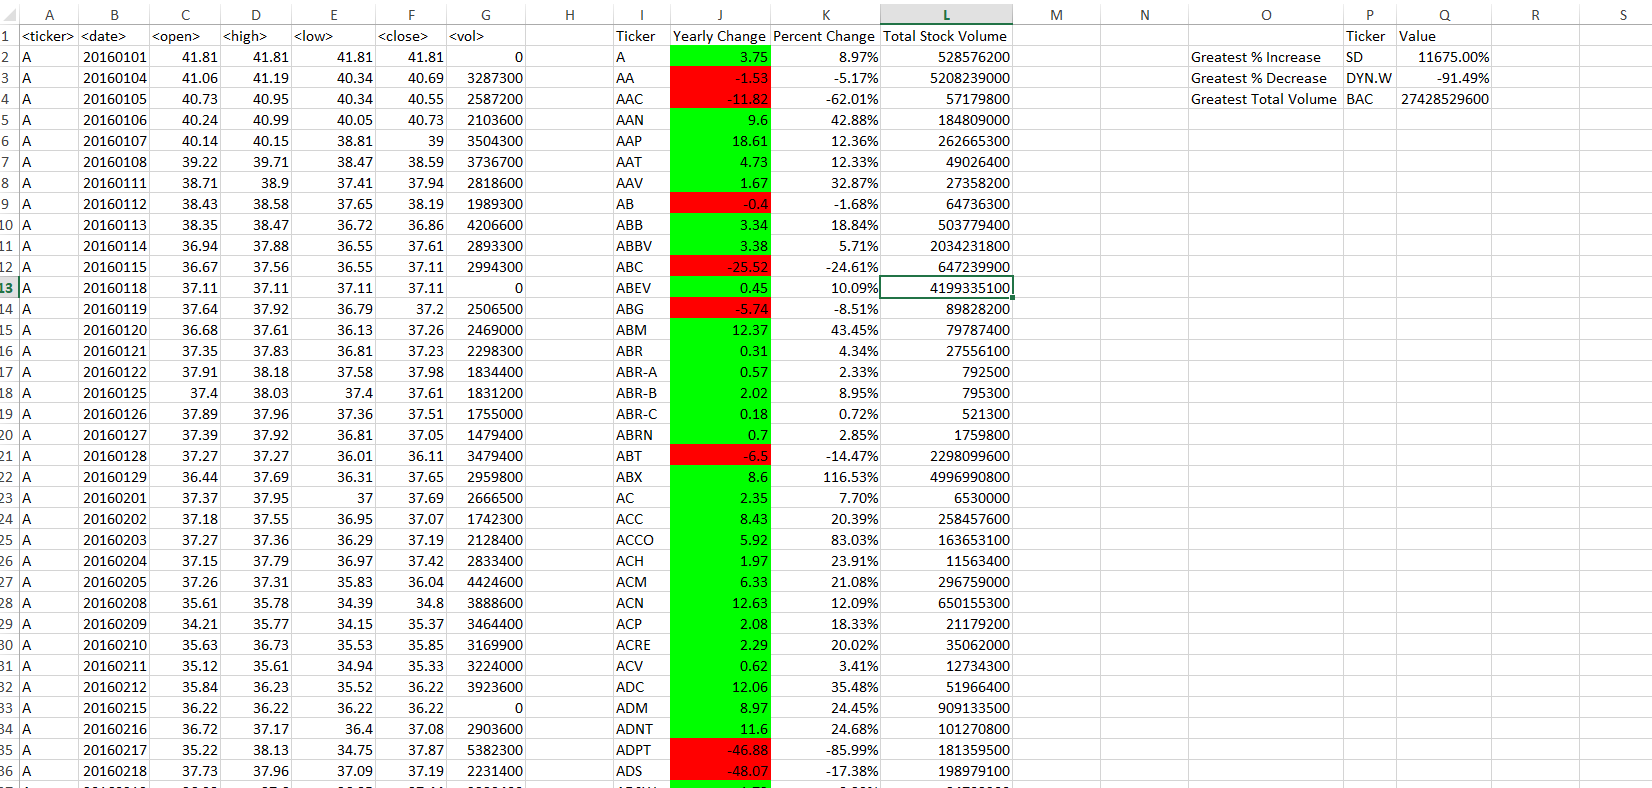 A B C D E F G H I J K L M N O P Q R S
1 <ticker> <date> <open> <high> <low> <close> <vol> Ticker Yearly Change Percent Change Total Stock Volume Ticker Value
2 A 20160101 41.81 41.81 41.81 41.81 0 A 3.75 8.97% 528576200 Greatest % Increase SD 11675.00%
3 A 20160104 41.06 41.19 40.34 40.69 3287300 AA -1.53 -5.17% 5208239000 Greatest % Decrease DYN.W -91.49%
4 A 20160105 40.73 40.95 40.34 40.55 2587200 AAC -11.82 -62.01% 57179800 Greatest Total Volume BAC 27428529600
5 A 20160106 40.24 40.99 40.05 40.73 2103600 AAN 9.6 42.88% 184809000
6 A 20160107 40.14 40.15 38.81 39 3504300 AAP 18.61 12.36% 262665300
7 A 20160108 39.22 39.71 38.47 38.59 3736700 AAT 4.73 12.33% 49026400
8 A 20160111 38.71 38.9 37.41 37.94 2818600 AAV 1.67 32.87% 27358200
9 A 20160112 38.43 38.58 37.65 38.19 1989300 AB -0.4 -1.68% 64736300
10 A 20160113 38.35 38.47 36.72 36.86 4206600 ABB 3.34 18.84% 503779400
11 A 20160114 36.94 37.88 36.55 37.61 2893300 ABBV 3.38 5.71% 2034231800
12 A 20160115 36.67 37.56 36.55 37.11 2994300 ABC -25.52 -24.61% 647239900
13 A 20160118 37.11 37.11 37.11 37.11 0 ABEV 0.45 10.09% 4199335100
14 A 20160119 37.64 37.92 36.79 37.2 2506500 ABG -5.74 -8.51% 89828200
15 A 20160120 36.68 37.61 36.13 37.26 2469000 ABM 12.37 43.45% 79787400
16 A 20160121 37.35 37.83 36.81 37.23 2298300 ABR 0.31 4.34% 27556100
17 A 20160122 37.91 38.18 37.58 37.98 1834400 ABR-A 0.57 2.33% 792500
18 A 20160125 37.4 38.03 37.4 37.61 1831200 ABR-B 2.02 8.95% 795300
19 A 20160126 37.89 37.96 37.36 37.51 1755000 ABR-C 0.18 0.72% 521300
20 A 20160127 37.39 37.92 36.81 37.05 1479400 ABRN 0.7 2.85% 1759800
21 A 20160128 37.27 37.27 36.01 36.11 3479400 ABT -6.5 -14.47% 2298099600
22 A 20160129 36.44 37.69 36.31 37.65 2959800 ABX 8.6 116.53% 4996990800
23 A 20160201 37.37 37.95 37 37.69 2666500 AC 2.35 7.70% 6530000
24 A 20160202 37.18 37.55 36.95 37.07 1742300 ACC 8.43 20.39% 258457600
25 A 20160203 37.27 37.36 36.29 37.19 2128400 ACCO 5.92 83.03% 163653100
26 A 20160204 37.15 37.79 36.97 37.42 2833400 ACH 1.97 23.91% 11563400
27 A 20160205 37.26 37.31 35.83 36.04 4424600 ACM 6.33 21.08% 296759000
28 A 20160208 35.61 35.78 34.39 34.8 3888600 ACN 12.63 12.09% 650155300
29 A 20160209 34.21 35.77 34.15 35.37 3464400 ACP 2.08 18.33% 21179200
30 A 20160210 35.63 36.73 35.53 35.85 3169900 ACRE 2.29 20.02% 35062000
31 A 20160211 35.12 35.61 34.94 35.33 3224000 ACV 0.62 3.41% 12734300
32 A 20160212 35.84 36.23 35.52 36.22 3923600 ADC 12.06 35.48% 51966400
33 A 20160215 36.22 36.22 36.22 36.22 0 ADM 8.97 24.45% 909133500
34 A 20160216 36.72 37.17 36.4 37.08 2903600 ADNT 11.6 24.68% 101270800
35 A 20160217 35.22 38.13 34.75 37.87 5382300 ADPT -46.88 -85.99% 181359500
36 A 20160218 37.73 37.96 37.09 37.19 2231400 ADS -48.07 -17.38% 198979100